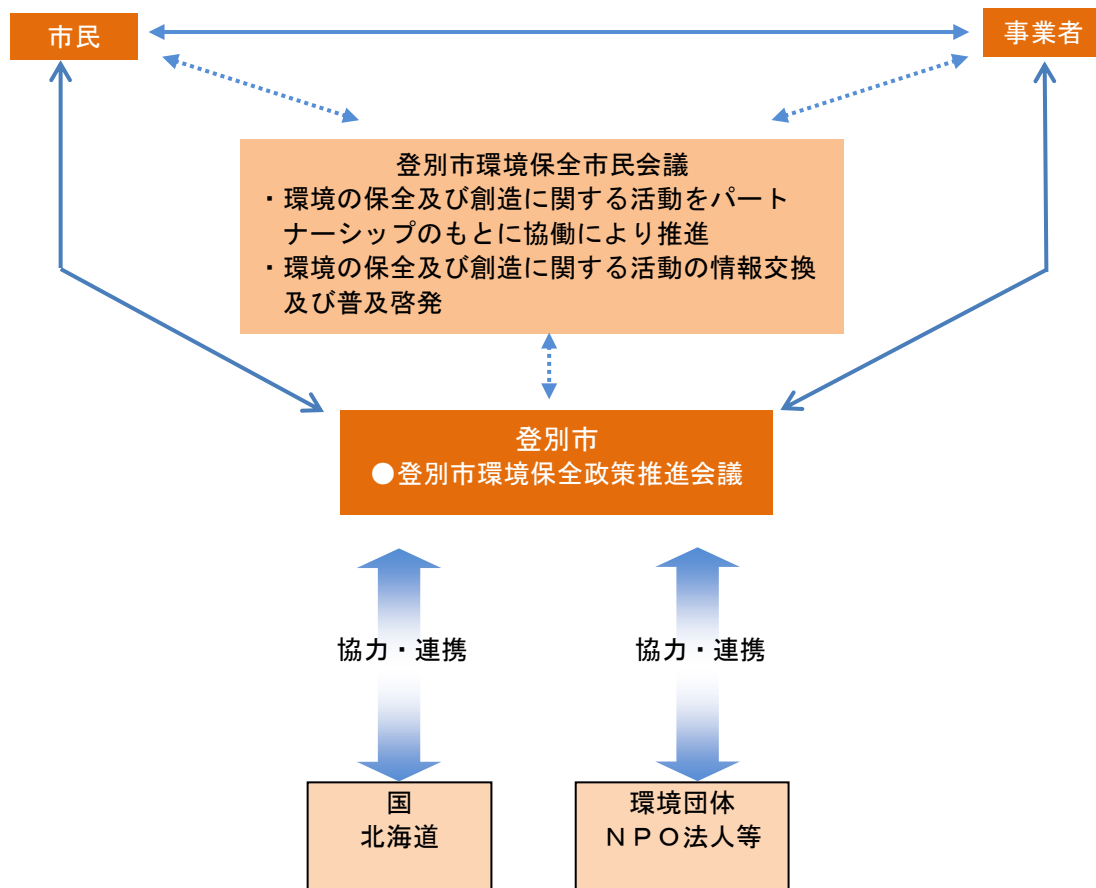 市民
事業者
登別市環境保全市民会議
・環境の保全及び創造に関する活動をパート
ナーシップのもとに協働により推進
・環境の保全及び創造に関する活動の情報交換
及び普及啓発
登別市
●登別市環境保全政策推進会議
協力・連携
協力・連携
国
北海道
環境団体
ＮＰＯ法人等